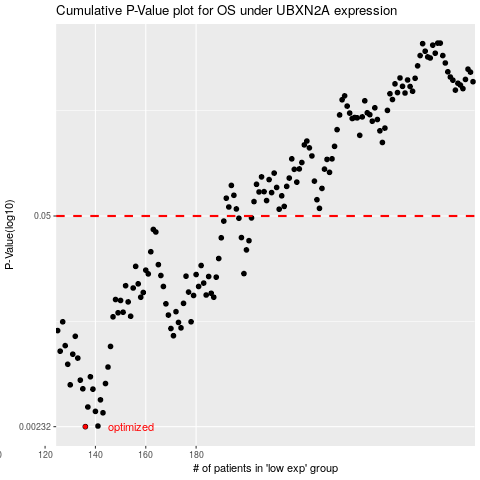 Cumulative P-Value plot for OS under UBXN2A expression
P-Value(log10)
0.05
0.00232
optimized
0 120 140 160 180
# of patients in 'low exp' group